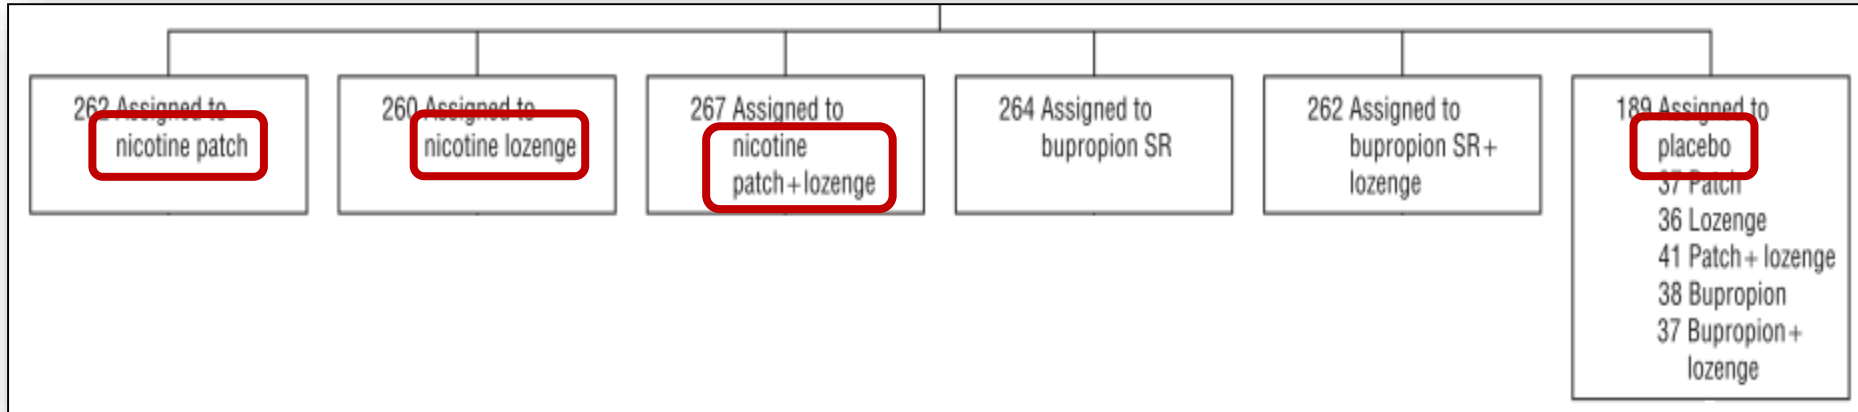 262 Assigned to
nicotine patch
260 Assigned to
nicotine lozenge
267 Assigned to
nicotine
patch+lozenge
264 Assigned to
bupropion SR
262 Assigned to
bupropion SR+
lozenge
189 Assigned to
placebo
37 Patch
36 Lozenge
41 Patch+ lozenge
38 Bupropion
37 Bupropion+
lozenge